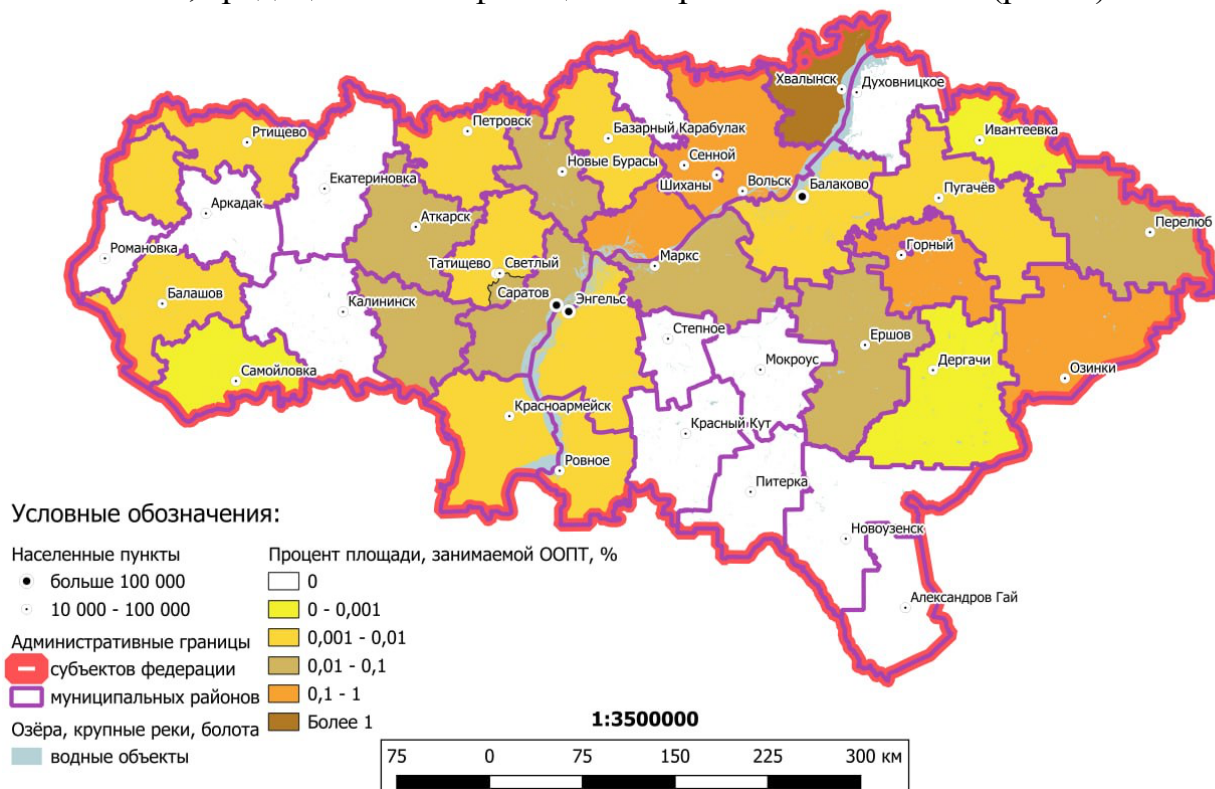 Хвалынск
Духовницкое
Ртищево
Петровск
Базарный Карабулак
Ивантеевка
Екатериновка
Новые Бурасы
Сенной
Шиханы
Вольск
Балаково
Пугачёв
Аркадак
Аткарск
Перелюб
Романовка
Татищево
Светлый
Маркс
Горный
Балашов
Калининск
Саратов
Энгельс
Степное
Мокроус
Ершов
Дергачи
Озинки
Самойловка
Красноармейск
Красный Кут
Ровное
Питерка
Новоузенск
Александров Гай
Условные обозначения:
Населенные пункты
больше 100 000
10 000 - 100 000
Административные границы
субъектов федерации
муниципальных районов
Озёра, крупные реки, болота
водные объекты
Процент площади, занимаемой ООПТ, %
0
0 - 0,001
0,001 - 0,01
0,01 - 0,1
0,1 - 1
Более 1
1:3500000
75 0 75 150 225 300 км